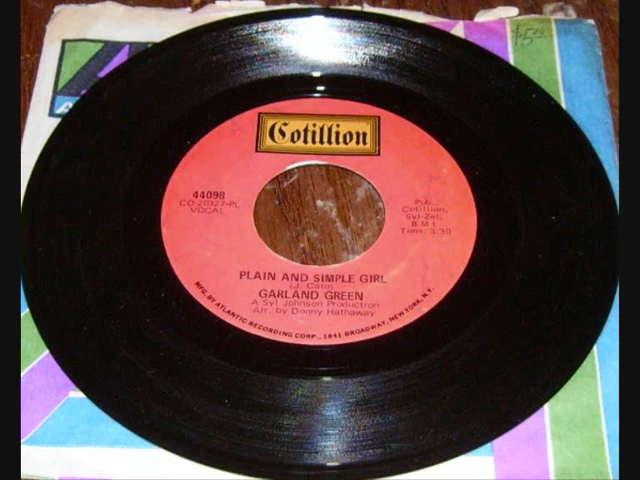 $5.00
Cotillion
44098
CO-20327-PL
VOCAL
Pub.,
Cotillion,
Syl-Zel,
B M I
Time: 3:30
PLAIN AND SIMPLE GIRL
(J. Cato)
GARLAND GREEN
A Syl Johnson Production
Arr. by Donny Hathaway
MFG. BY ATLANTIC RECORDING CORP., 1841 BROADWAY, NEW YORK, N.Y.